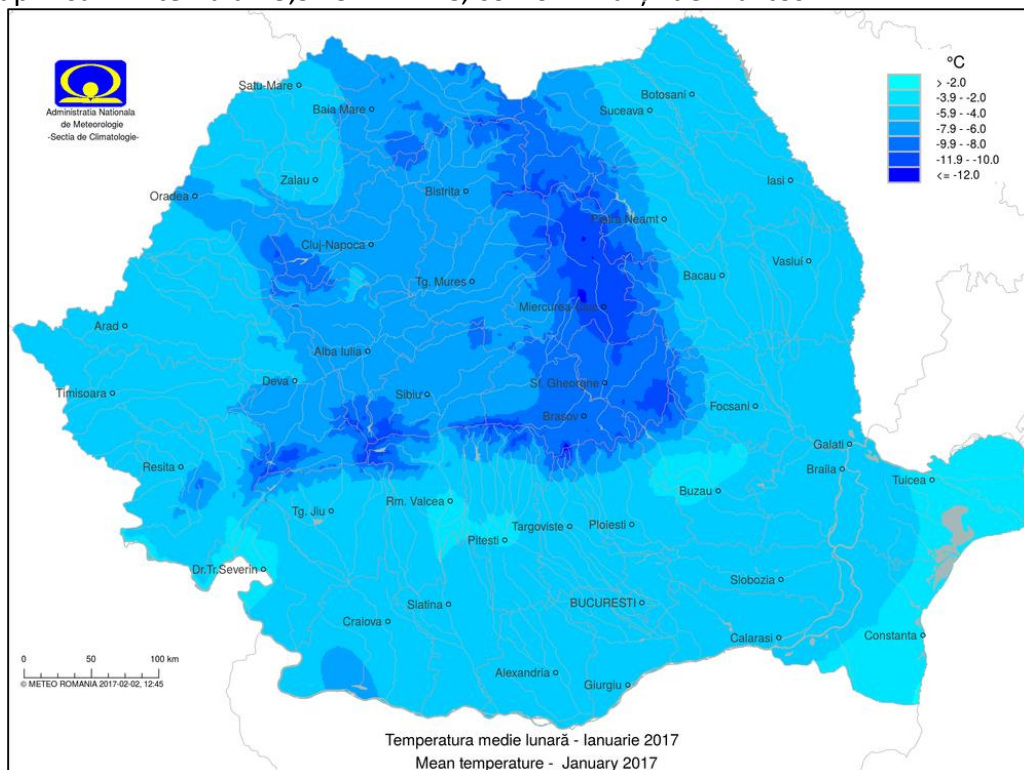 Administratia Nationala
de Meteorologie
-Sectia de Climatologie-
°C
> -2.0
-3.9 - -2.0
-5.9 - -4.0
-7.9 - -6.0
-9.9 - -8.0
-11.9 - -10.0
<= -12.0
Satu-Mare
Baia Mare
Botosani
Suceava
Zalau
Oradea
Bistrita
Iasi
Piatra Neamt
Cluj-Napoca
Tg. Mures
Bacau
Vaslui
Miercurea Ciuc
Arad
Alba Iulia
Deva
Sibiu
Sf. Gheorghe
Timisoara
Brasov
Focsani
Galati
Resita
Braila
Tulcea
Buzau
Rm. Valcea
Tg. Jiu
Targoviste
Ploiesti
Pitesti
Dr.Tr.Severin
Slobozia
Slatina
BUCURESTI
Craiova
Calarasi
Constanta
Alexandria
Giurgiu
0 50 100 km
© METEO ROMANIA 2017-02-02, 12:45
Temperatura medie lunară - Ianuarie 2017
Mean temperature - January 2017